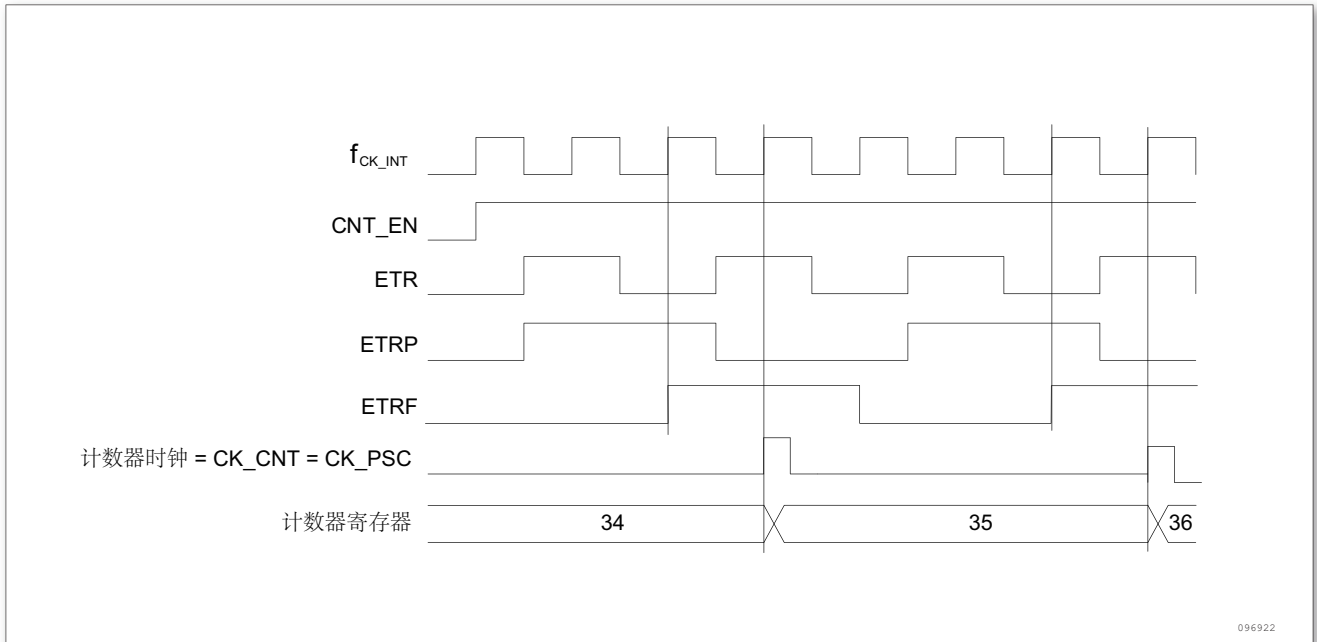 fCK_INT
CNT_EN
ETR
ETRP
ETRF
计数器时钟 = CK_CNT = CK_PSC
计数器寄存器 34 35 36
096922